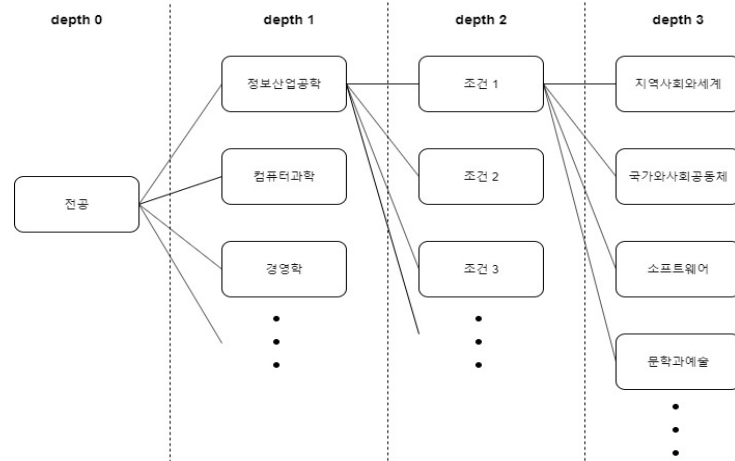 depth 0
depth 1
depth 2
depth 3
전공
정보산업공학
컴퓨터과학
경영학
조건 1
조건 2
조건 3
지역사회와세계
국가와사회공동체
소프트웨어
문학과예술